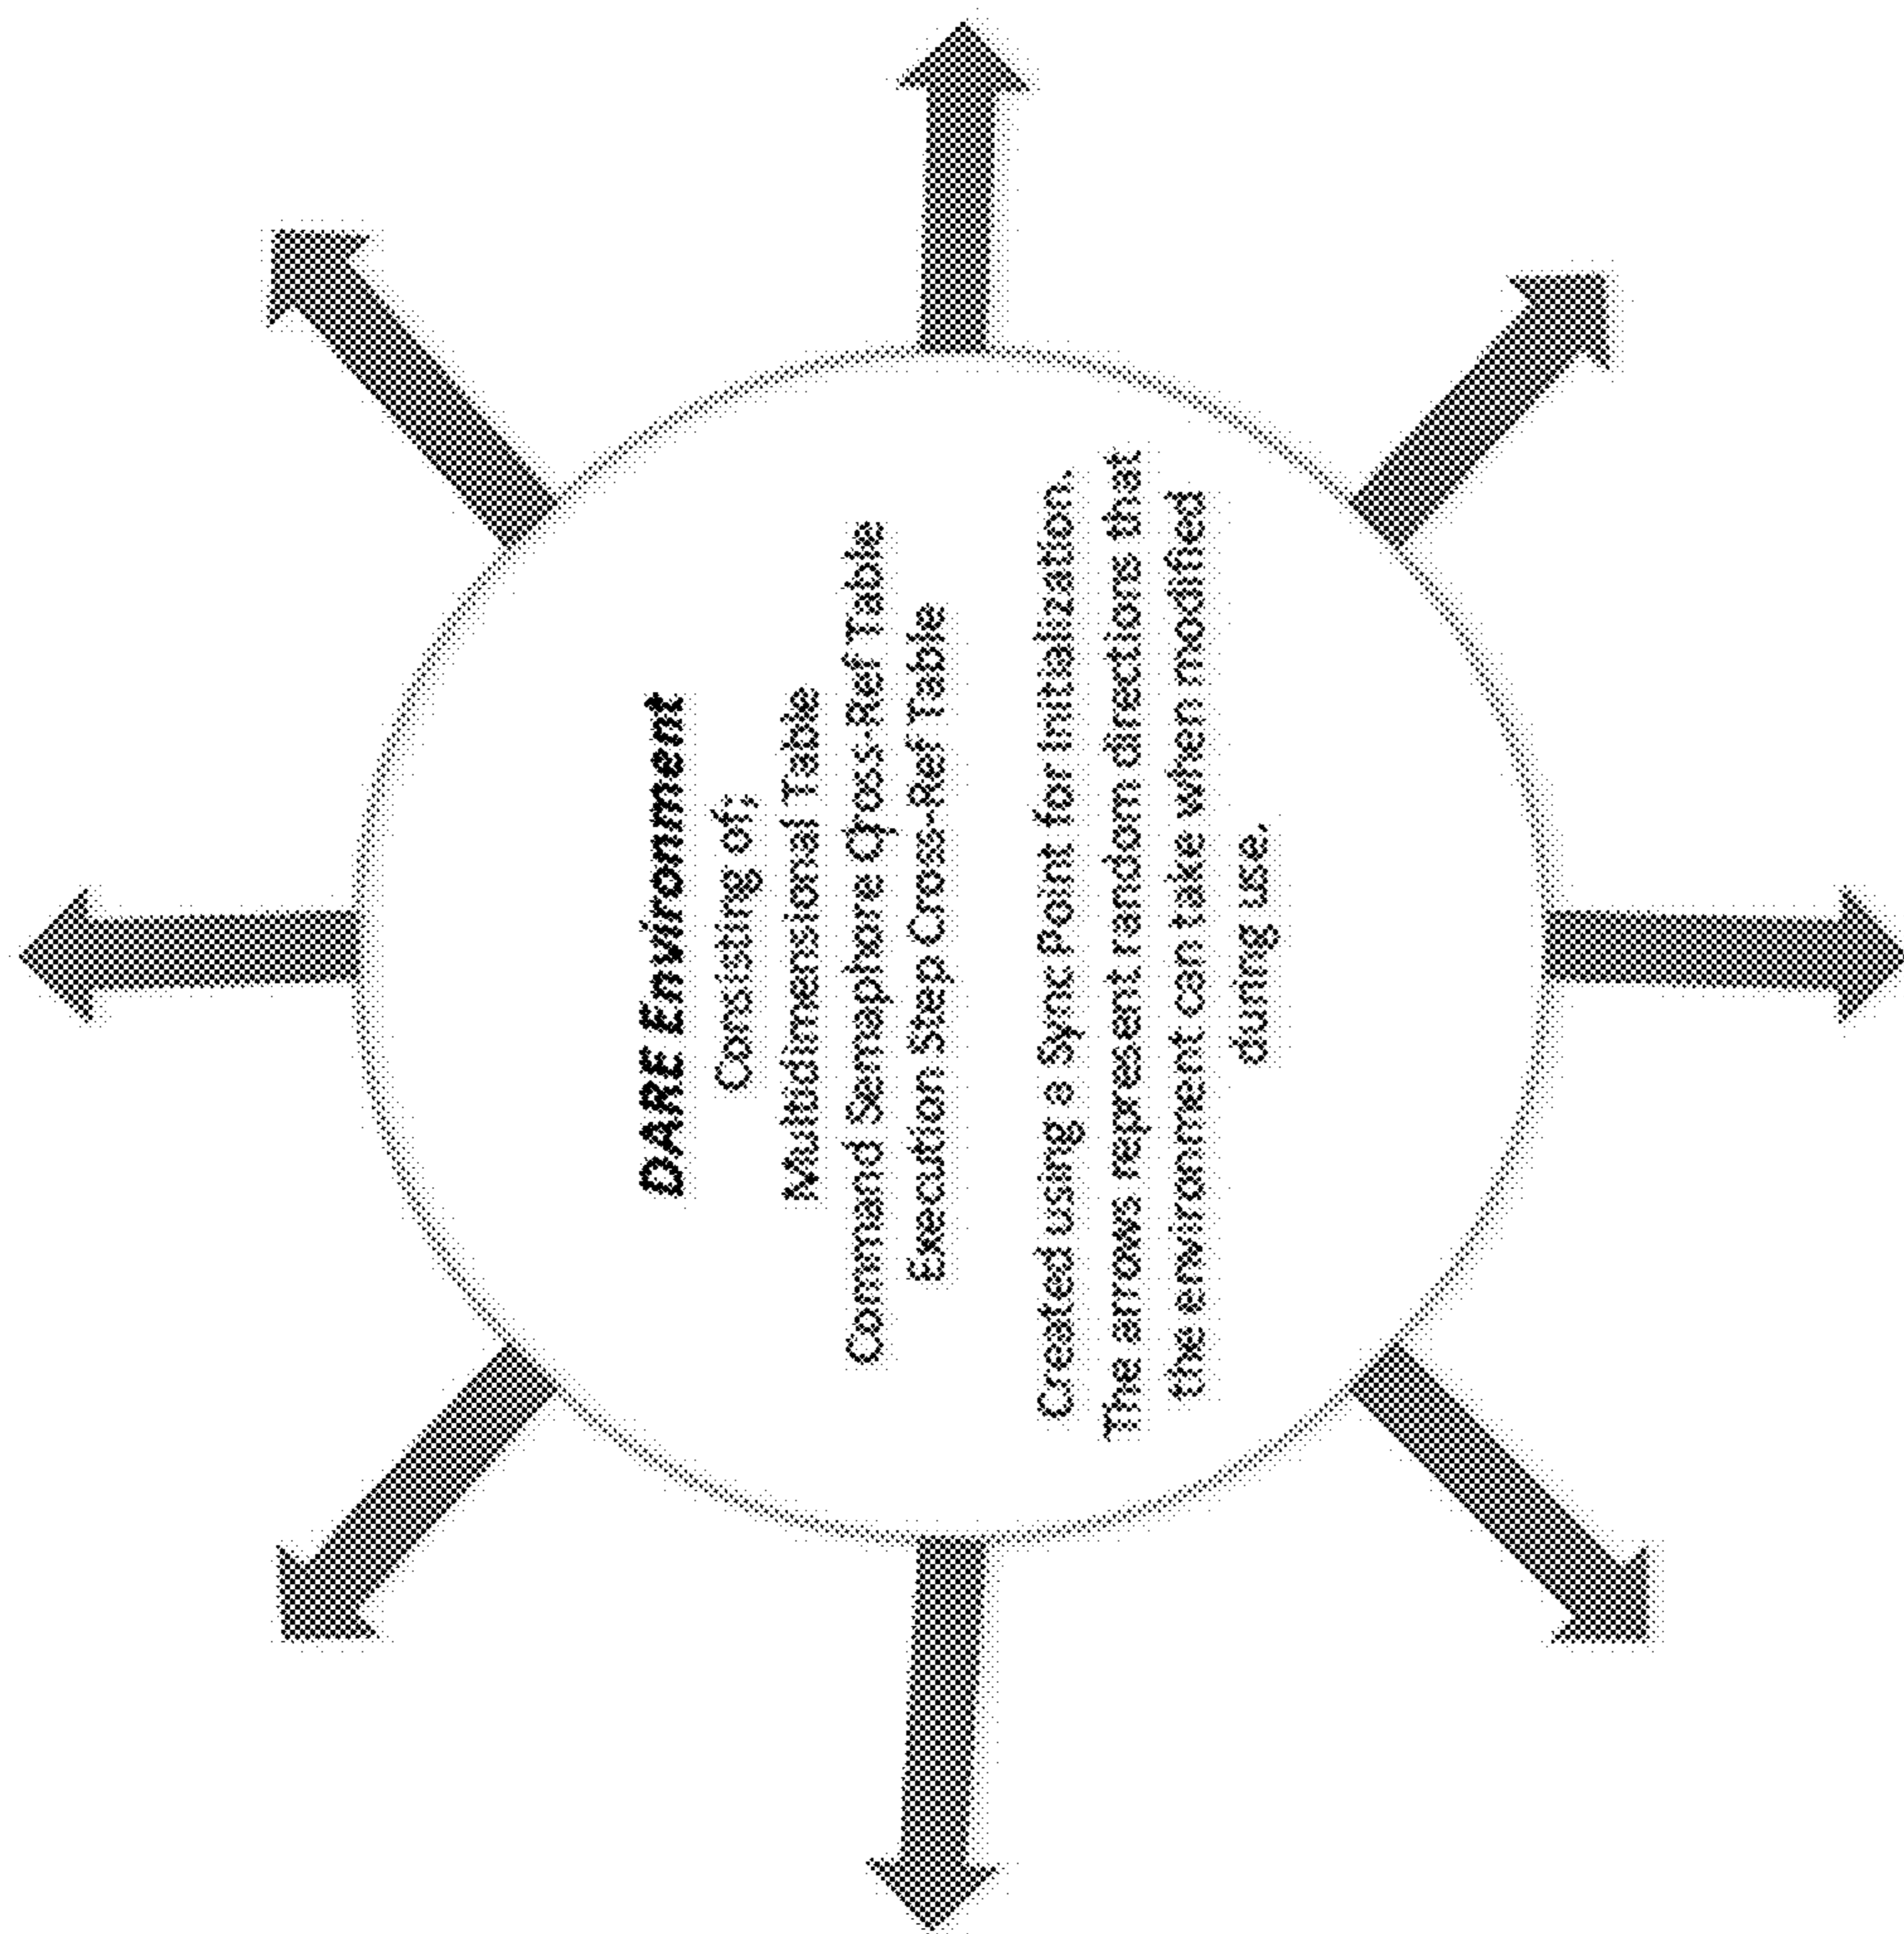 DARE Environment
Consisting of:
Multidimensional Table
Command Semaphore Cross-Ref Table
Execution Step Cross-Ref Table
Created using a Sync Point for Initialization.
The arrows represent random directions that
the environment can take when modified
during use.